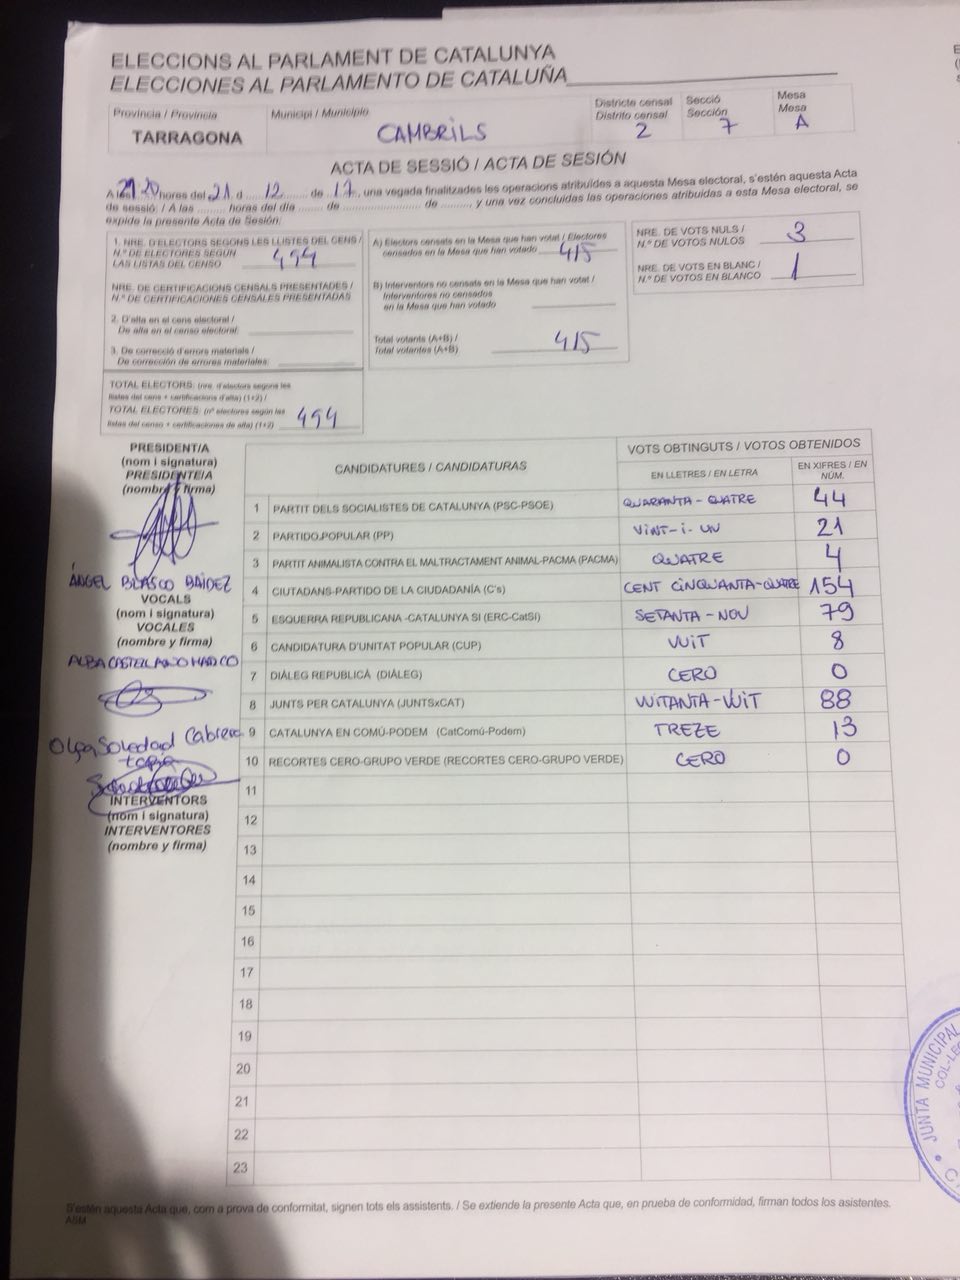 ELECCIONS AL PARLAMENT DE CATALUNYA
ELECCIONES AL PARLAMENTO DE CATALUÑA
Provincia / Provincia
TARRAGONA
Municipi / Municipio
CAMBRILS
Districte censal
Distrito censal
2
Secció
Sección
7
Mesa
Mesa
A
ACTA DE SESSIÓ / ACTA DE SESIÓN
A les hores del 21 d 12 de 17, una vegada finalitzades les operacions atribuïdes a aquesta Mesa electoral, s'estén aquesta Acta
de sessió: / A las ........ horas del día ....... de ........................ de ........, y una vez concluidas las operaciones atribuidas a esta Mesa electoral, se
expide la presente Acta de Sesión:
1. NRE. D'ELECTORS SEGONS LES LLISTES DEL CENS /
N.º DE ELECTORES SEGÚN
LAS LISTAS DEL CENSO
494
NRE. DE CERTIFICACIONS CENSALS PRESENTADES /
N.º DE CERTIFICACIONES CENSALES PRESENTADAS
2. D'alta en el cens electoral /
De alta en el censo electoral:
3. De correcció d'errors materials /
De corrección de errores materiales:
TOTAL ELECTORS: (nre. d'electors segons les
llistes del cens + certificacions d'alta) (1+2) /
TOTAL ELECTORES: (nº electores según las
listas del censo + certificaciones de alta) (1+2)
494
A) Electors censats en la Mesa que han votat / Electores
censados en la Mesa que han votado
415
B) Interventors no censats en la Mesa que han votat /
Interventores no censados
en la Mesa que han votado
Total votants (A+B) /
Total votantes (A+B)
415
NRE. DE VOTS NULS /
N.º DE VOTOS NULOS
3
NRE. DE VOTS EN BLANC /
N.º DE VOTOS EN BLANCO
1
PRESIDENT/A
(nom i signatura)
PRESIDENTE/A
(nombre y firma)
ÁNGEL BLASCO BAIDEZ
VOCALS
(nom i signatura)
VOCALES
(nombre y firma)
ALBA CASTELLANO
Olga Soledad Cabrera
tapia
INTERVENTORS
(nom i signatura)
INTERVENTORES
(nombre y firma)
CANDIDATURES / CANDIDATURAS
VOTS OBTINGUTS / VOTOS OBTENIDOS
EN LLETRES / EN LETRA
EN XIFRES / EN
NÚM.
1 PARTIT DELS SOCIALISTES DE CATALUNYA (PSC-PSOE) QUARANTA-QUATRE 44
2 PARTIDO POPULAR (PP) VINT-i-UN 21
3 PARTIT ANIMALISTA CONTRA EL MALTRACTAMENT ANIMAL-PACMA (PACMA) QUATRE 4
4 CIUTADANS-PARTIDO DE LA CIUDADANÍA (C's) CENT CINQUANTA-QUATRE 154
5 ESQUERRA REPUBLICANA -CATALUNYA SI (ERC-CatSI) SETANTA-NOU 79
6 CANDIDATURA D'UNITAT POPULAR (CUP) VUIT 8
7 DIÀLEG REPUBLICÀ (DIÀLEG) CERO 0
8 JUNTS PER CATALUNYA (JUNTSxCAT) VUITANTA-VUIT 88
9 CATALUNYA EN COMÚ-PODEM (CatComú-Podem) TREZE 13
10 RECORTES CERO-GRUPO VERDE (RECORTES CERO-GRUPO VERDE) CERO 0
11
12
13
14
15
16
17
18
19
20
21
22
23
JUNTA MUNICIPAL
S'estén aquesta Acta que, com a prova de conformitat, signen tots els assistents. / Se extiende la presente Acta que, en prueba de conformidad, firman todos los asistentes.
ASM